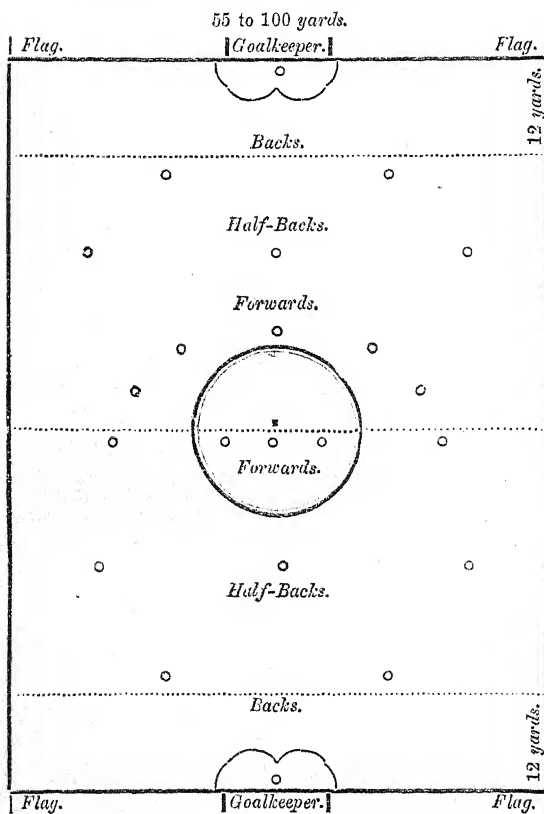 55 to 100 yards.
Flag. Goalkeeper. Flag.
12 yards.
Backs.
Half-Backs.
Forwards.
Forwards.
Half-Backs.
Backs.
12 yards.
Flag. Goalkeeper. Flag.